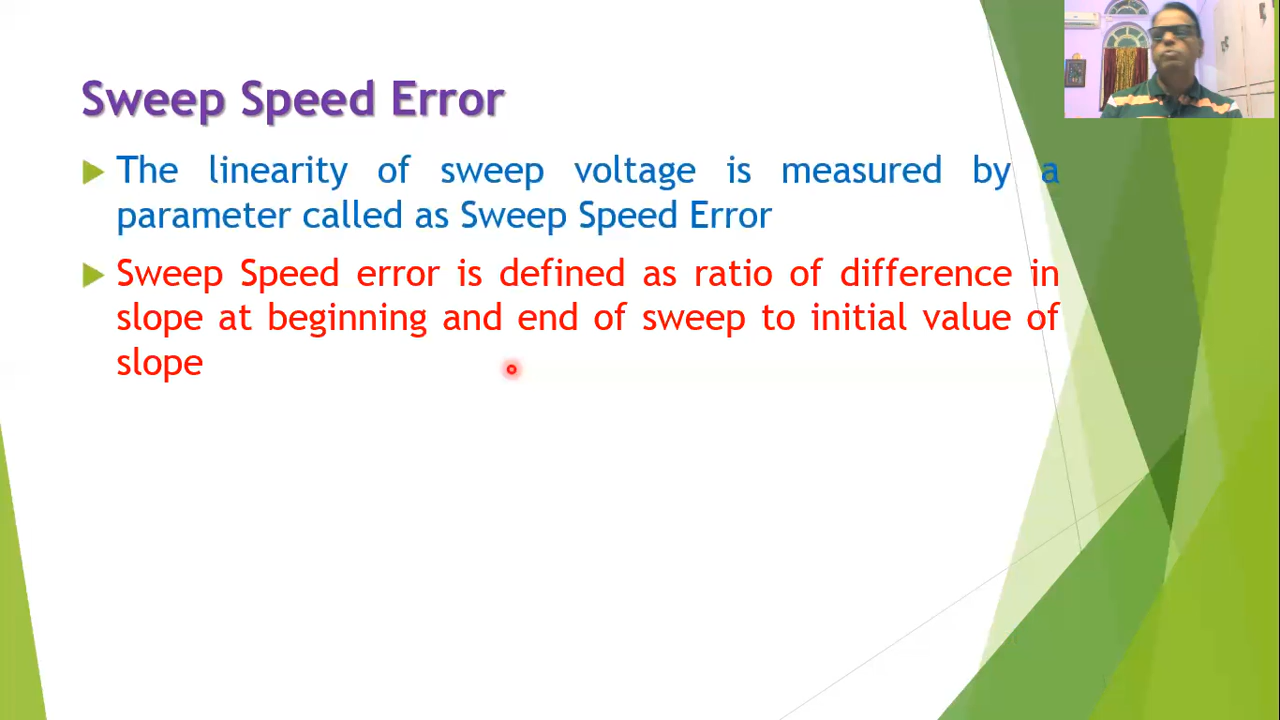 Sweep Speed Error
The linearity of sweep voltage is measured by a
parameter called as Sweep Speed Error
Sweep Speed error is defined as ratio of difference in
slope at beginning and end of sweep to initial value of
slope